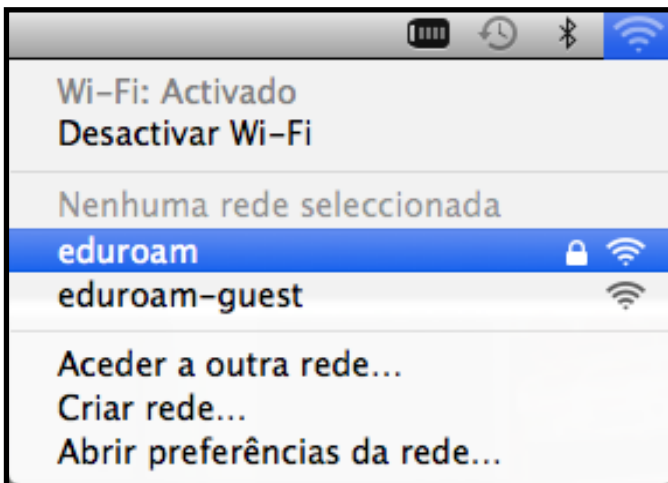 Wi-Fi: Activado
Desactivar Wi-Fi
Nenhuma rede seleccionada
eduroam
eduroam-guest
Aceder a outra rede...
Criar rede...
Abrir preferências da rede...